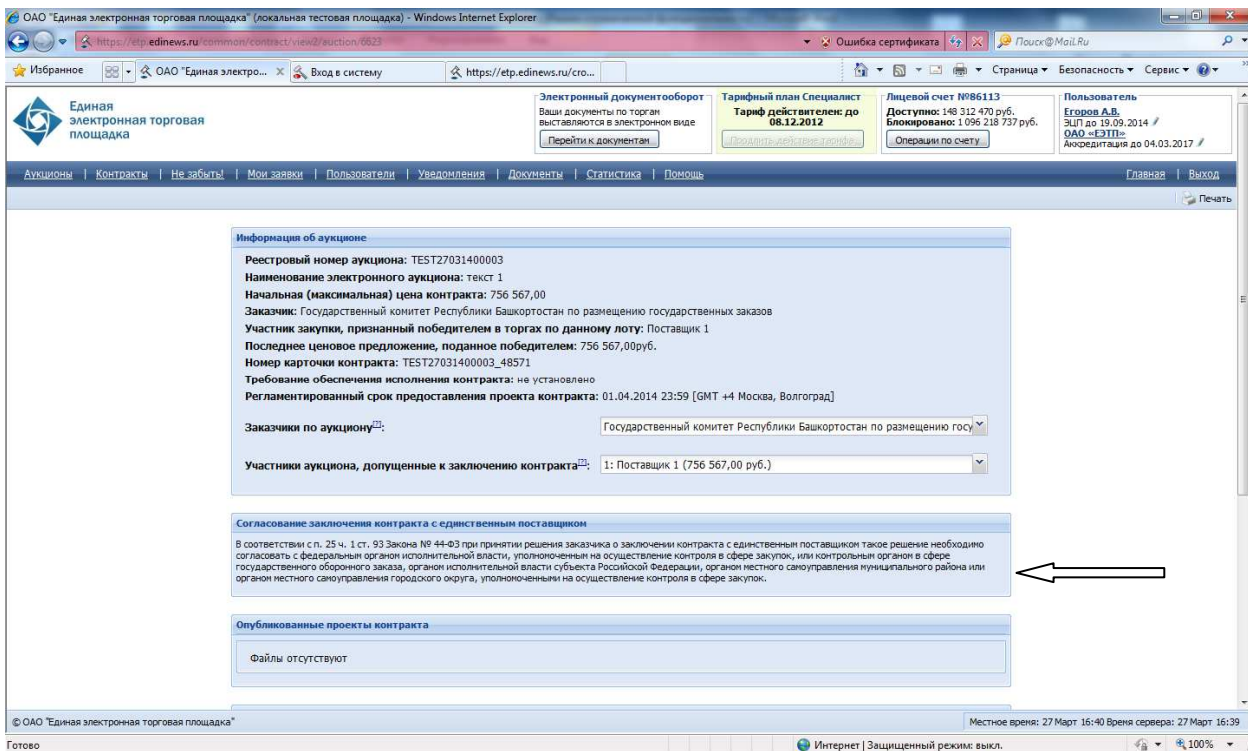 ОАО "Единая электронная торговая площадка" (локальная тестовая площадка) - Windows Internet Explorer
https://etp.edinews.ru/common/contract/view2/auction/6623
Ошибка сертификата
Поиск@Mail.Ru
Избранное
ОАО "Единая электро...
Вход в систему
https://etp.edinews.ru/cro...
Страница
Безопасность
Сервис
Единая
электронная торговая
площадка
Электронный документооборот
Ваши документы по торгам
выставляются в электронном виде
Перейти к документам
Тарифный план Специалист
Тариф действителен: до
08.12.2012
Продлить действие тарифа
Лицевой счет №86113
Доступно: 148 312 470 руб.
Блокировано: 1 096 218 737 руб.
Операции по счету
Пользователь
Егоров А.В.
ЭЦП до 19.09.2014
ОАО «ЕЭТП»
Аккредитация до 04.03.2017
Аукционы | Контракты | Не забыть! | Мои заявки | Пользователи | Уведомления | Документы | Статистика | Помощь
Главная | Выход
Печать
Информация об аукционе
Реестровый номер аукциона: TEST27031400003
Наименование электронного аукциона: текст 1
Начальная (максимальная) цена контракта: 756 567,00
Заказчик: Государственный комитет Республики Башкортостан по размещению государственных заказов
Участник закупки, признанный победителем в торгах по данному лоту: Поставщик 1
Последнее ценовое предложение, поданное победителем: 756 567,00руб.
Номер карточки контракта: TEST27031400003_48571
Требование обеспечения исполнения контракта: не установлено
Регламентированный срок предоставления проекта контракта: 01.04.2014 23:59 [GMT +4 Москва, Волгоград]
Заказчики по аукциону[?]: Государственный комитет Республики Башкортостан по размещению госу
Участники аукциона, допущенные к заключению контракта[?]: 1: Поставщик 1 (756 567,00 руб.)
Согласование заключения контракта с единственным поставщиком
В соответствии с п. 25 ч. 1 ст. 93 Закона № 44-ФЗ при принятии решения заказчика о заключении контракта с единственным поставщиком такое решение необходимо
согласовать с федеральным органом исполнительной власти, уполномоченным на осуществление контроля в сфере закупок, или контрольным органом в сфере
государственного оборонного заказа, органом исполнительной власти субъекта Российской Федерации, органом местного самоуправления муниципального района или
органом местного самоуправления городского округа, уполномоченными на осуществление контроля в сфере закупок.
Опубликованные проекты контракта
Файлы отсутствуют
© ОАО "Единая электронная торговая площадка"
Местное время: 27 Март 16:40 Время сервера: 27 Март 16:39
Готово
Интернет | Защищенный режим: выкл.
100%